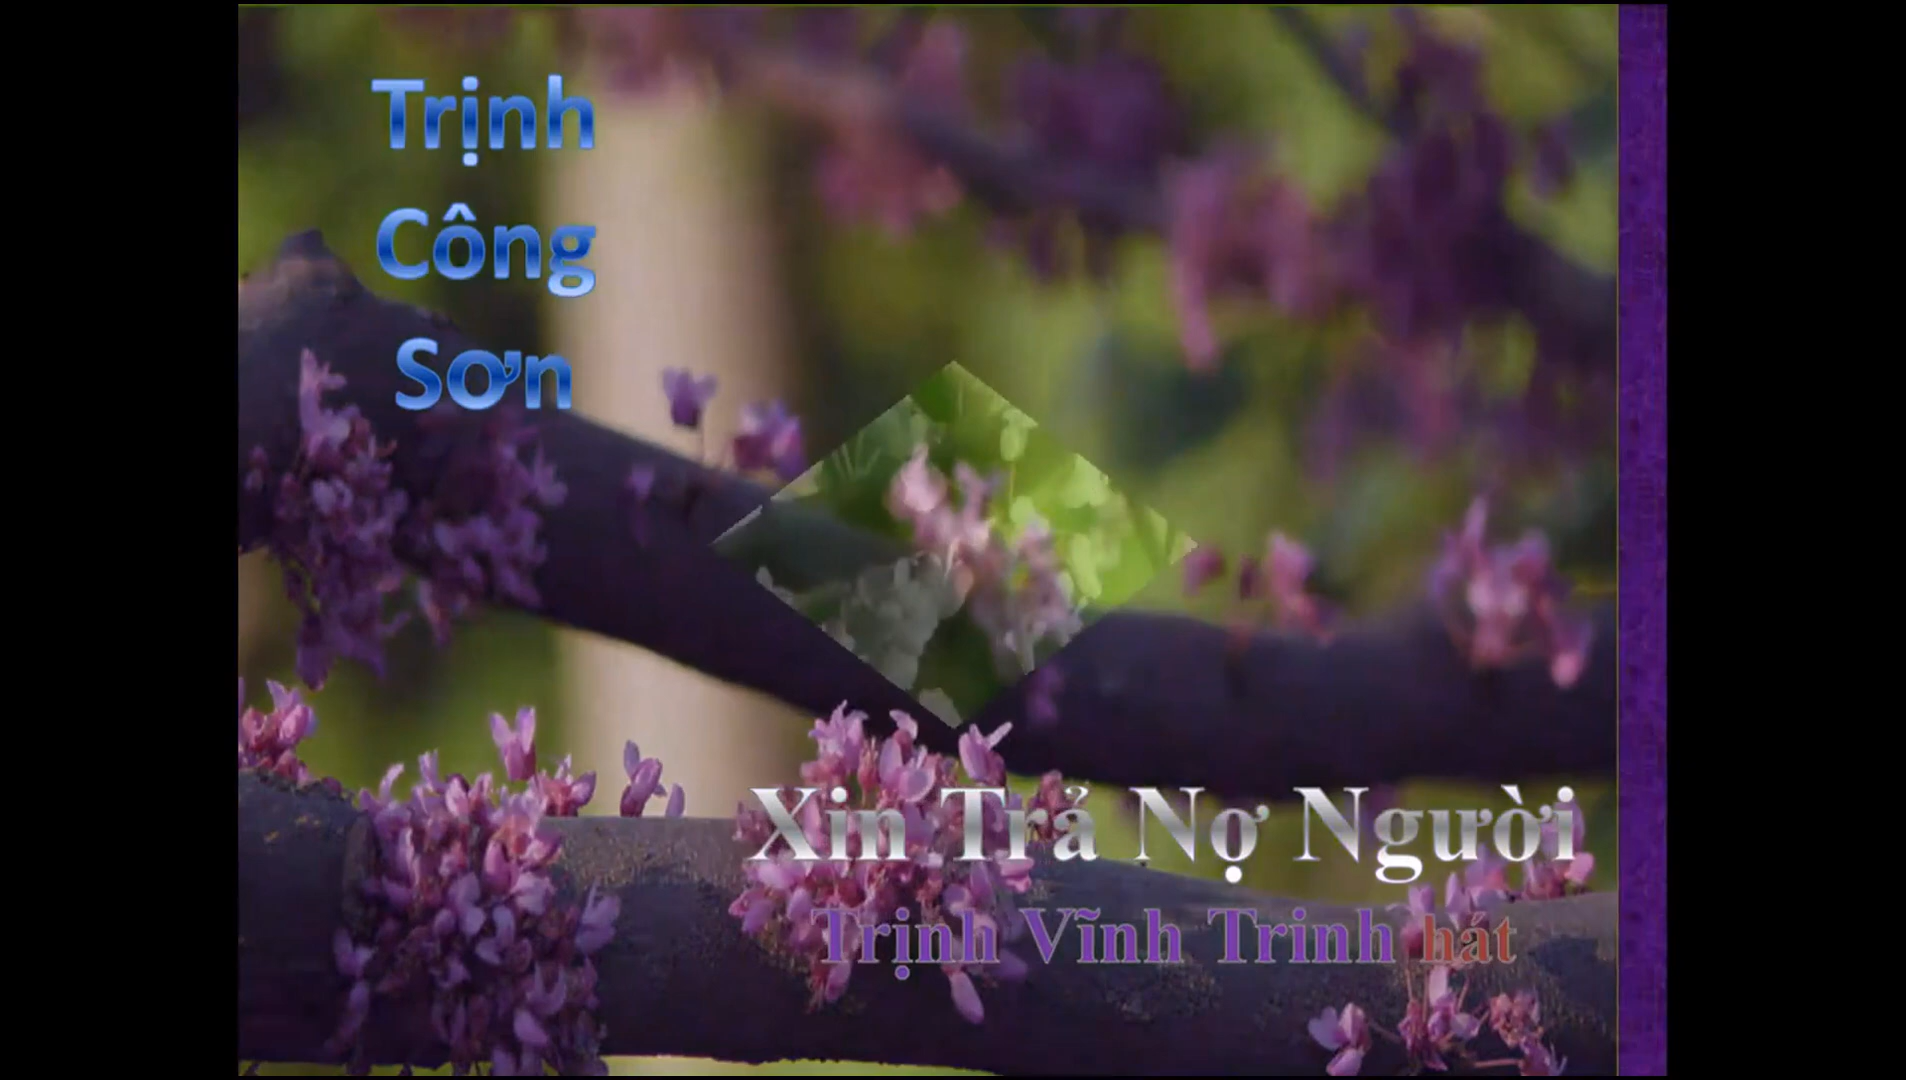 Trịnh
Công
Sơn
Xin Trả Nợ Người
Trịnh Vĩnh Trinh hát